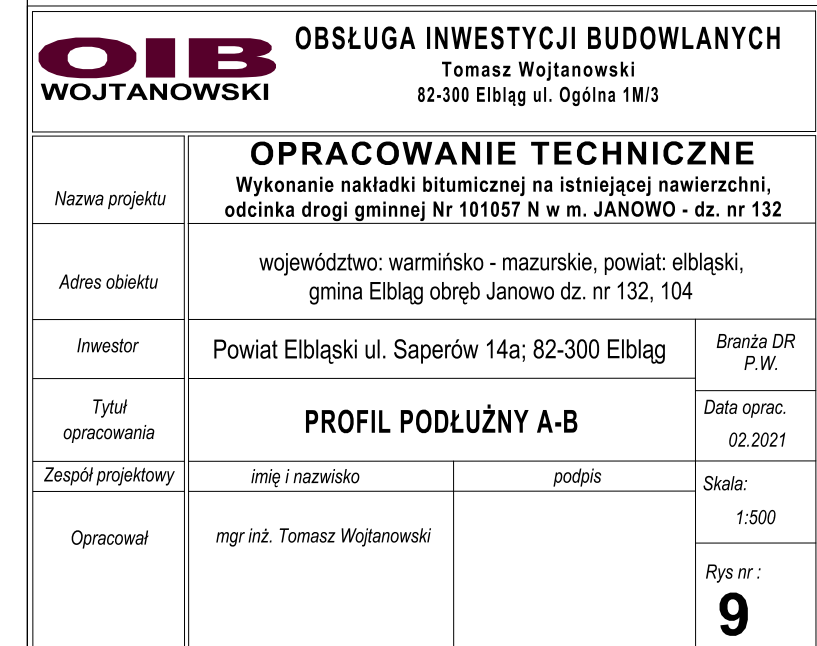 OIB
WOJTANOWSKI
OBSŁUGA INWESTYCJI BUDOWLANYCH
Tomasz Wojtanowski
82-300 Elbląg ul. Ogólna 1M/3
Nazwa projektu
OPRACOWANIE TECHNICZNE
Wykonanie nakładki bitumicznej na istniejącej nawierzchni,
odcinka drogi gminnej Nr 101057 N w m. JANOWO - dz. nr 132
Adres obiektu
województwo: warmińsko - mazurskie, powiat: elbląski,
gmina Elbląg obręb Janowo dz. nr 132, 104
Inwestor
Powiat Elbląski ul. Saperów 14a; 82-300 Elbląg
Branża DR
P.W.
Tytuł
opracowania
PROFIL PODŁUŻNY A-B
Data oprac.
02.2021
Zespół projektowy
imię i nazwisko
podpis
Skala:
1:500
Opracował
mgr inż. Tomasz Wojtanowski
Rys nr :
9